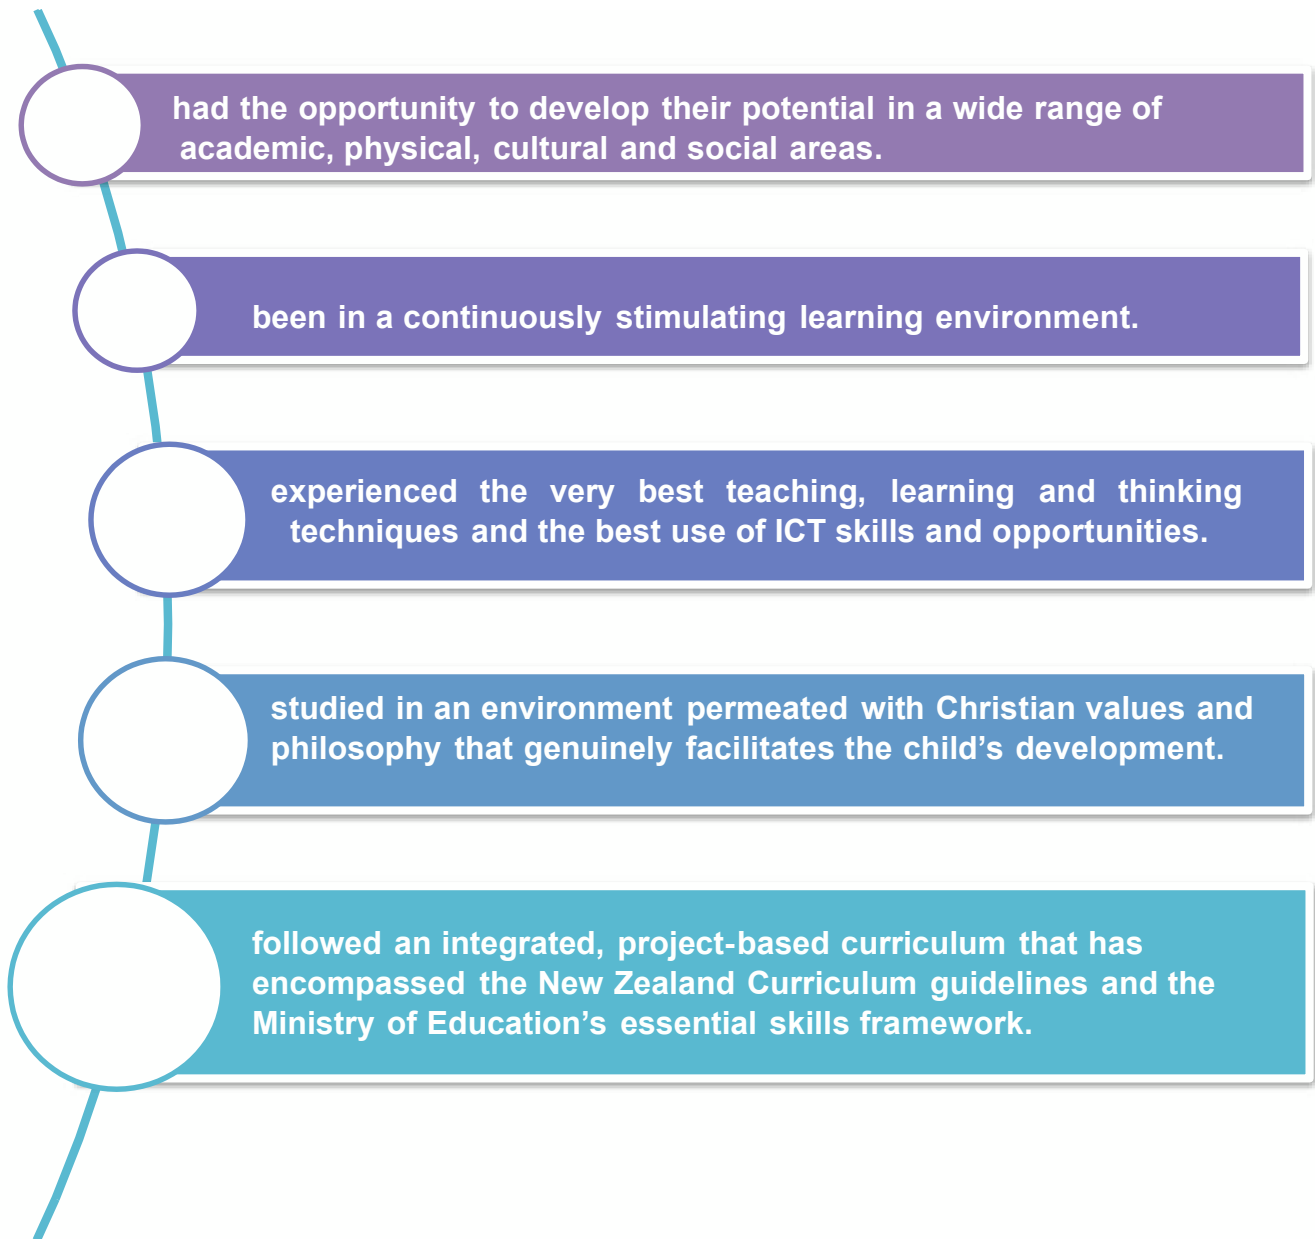 had the opportunity to develop their potential in a wide range of
academic, physical, cultural and social areas.
been in a continuously stimulating learning environment.
experienced the very best teaching, learning and thinking
techniques and the best use of ICT skills and opportunities.
studied in an environment permeated with Christian values and
philosophy that genuinely facilitates the child’s development.
followed an integrated, project-based curriculum that has
encompassed the New Zealand Curriculum guidelines and the
Ministry of Education’s essential skills framework.